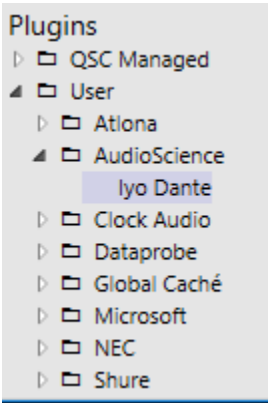 Plugins
QSC Managed
User
Atlona
AudioScience
Iyo Dante
Clock Audio
Dataprobe
Global Caché
Microsoft
NEC
Shure